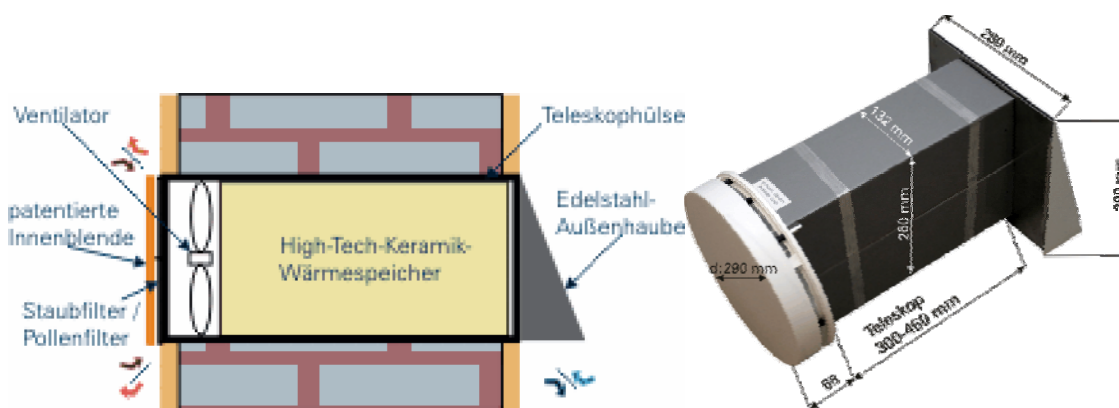 Ventilator
patentierte
Innenblende
Staubfilter /
Pollenfilter
High-Tech-Keramik-
Wärmespeicher
Teleskophülse
Edelstahl-
Außenhaube
280 mm
132 mm
260 mm
d:290 mm
Teleskop
300-460 mm